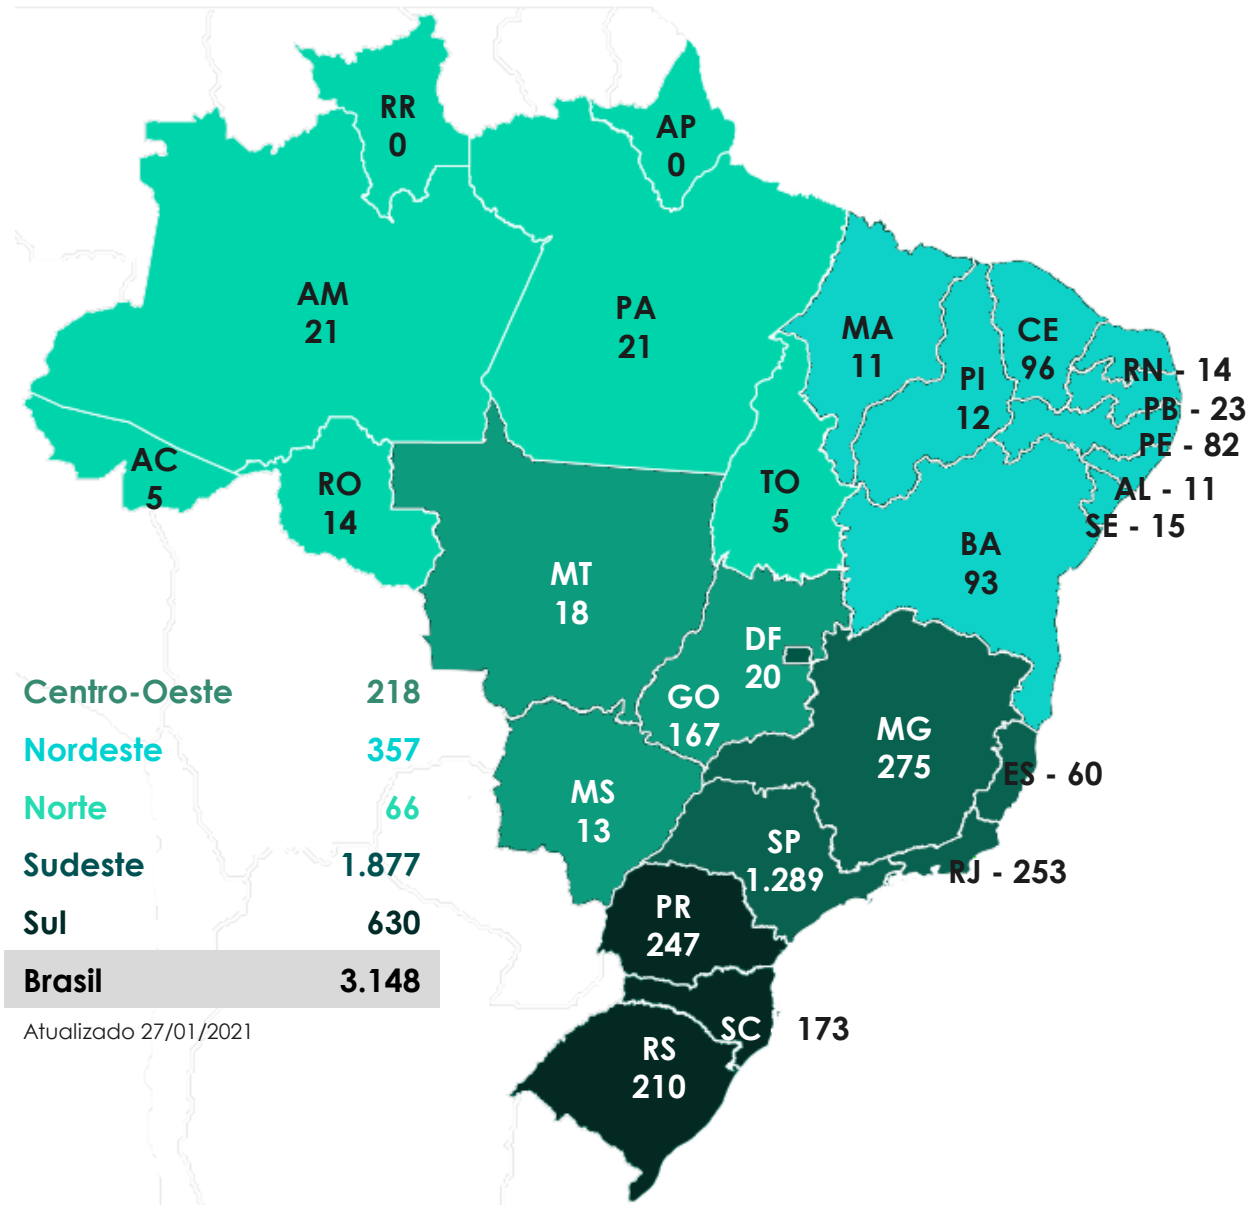 RR
0
AP
0
AM
21
PA
21
MA
11
CE
96
PI
12
RN - 14
PB - 23
PE - 82
AL - 11
SE - 15
AC
5
RO
14
TO
5
BA
93
MT
18
DF
20
GO
167
MG
275
ES - 60
MS
13
SP
1.289
RJ - 253
PR
247
SC 173
RS
210
Centro-Oeste 218
Nordeste 357
Norte 66
Sudeste 1.877
Sul 630
Brasil 3.148
Atualizado 27/01/2021